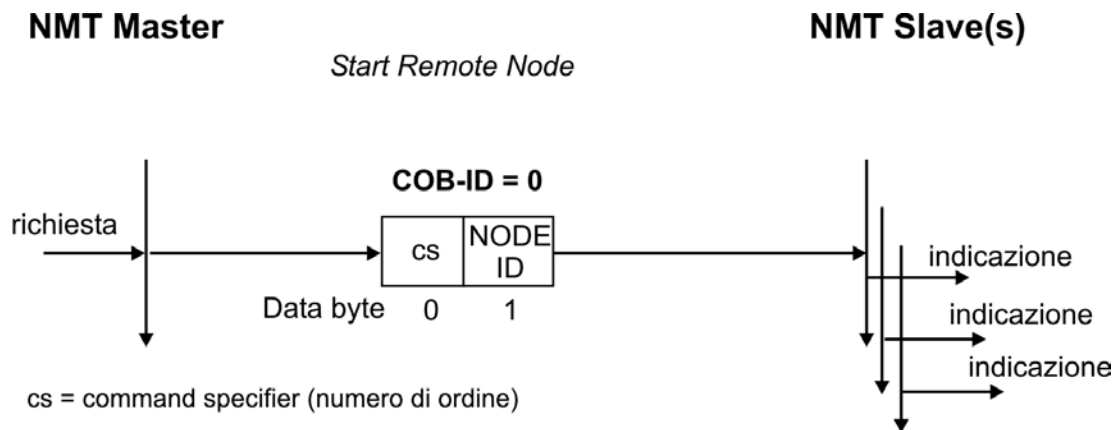 NMT Master
NMT Slave(s)
Start Remote Node
COB-ID = 0
richiesta
cs
NODE
ID
indicazione
Data byte 0 1
indicazione
indicazione
cs = command specifier (numero di ordine)